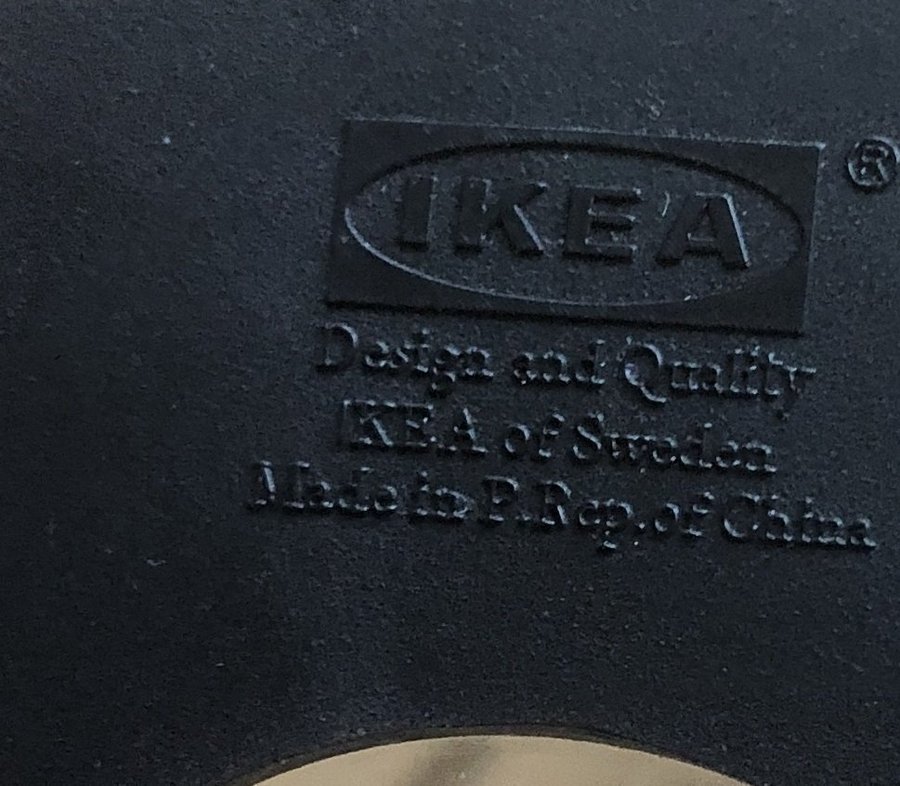 IKEA ®
Design and Quality
IKEA of Sweden
Made in P.Rep.of China